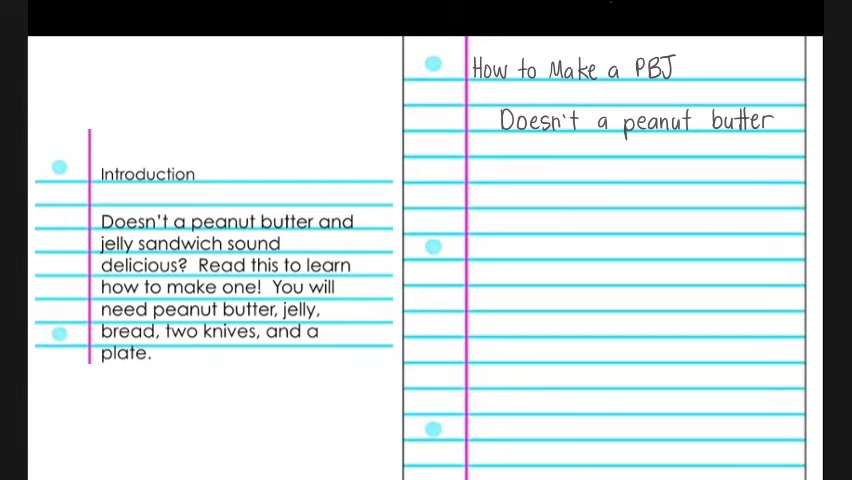 Introduction
Doesn't a peanut butter and
jelly sandwich sound
delicious? Read this to learn
how to make one! You will
need peanut butter, jelly,
bread, two knives, and a
plate.
How to Make a PBJ
Doesn't a peanut butter